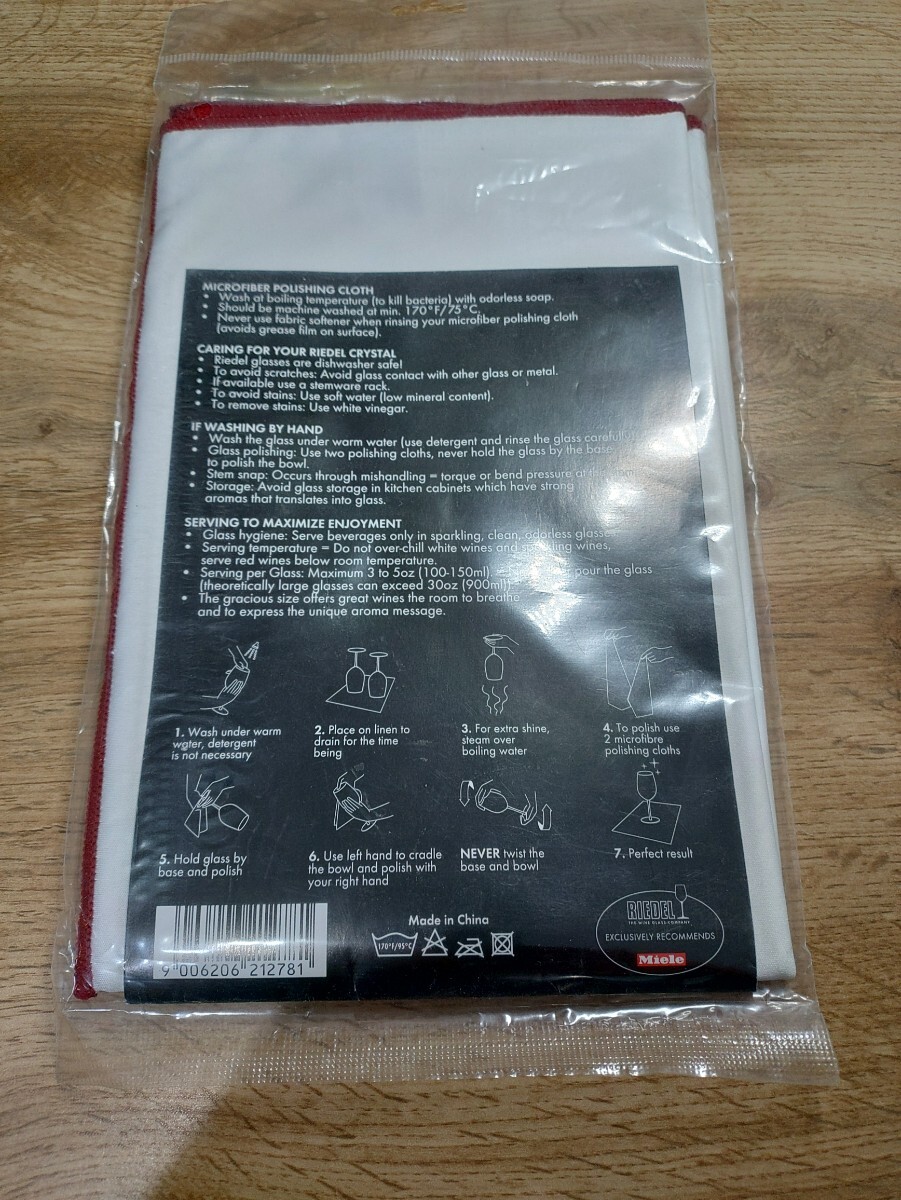 MICROFIBER POLISHING CLOTH
• Wash at boiling temperature (to kill bacteria) with odorless soap.
• Should be machine washed at min. 170°F/75°C.
• Never use fabric softener when rinsing your microfiber polishing cloth
(avoids grease film on surface).
CARING FOR YOUR RIEDEL CRYSTAL
• Riedel glasses are dishwasher safe!
• To avoid scratches: Avoid glass contact with other glass or metal.
• If available use a stemware rack.
• To avoid stains: Use soft water (low mineral content).
• To remove stains: Use white vinegar.
IF WASHING BY HAND
• Wash the glass under warm water (use detergent and rinse the glass carefully)
• Glass polishing: Use two polishing cloths, never hold the glass by the base
to polish the bowl.
• Stem snap: Occurs through mishandling = torque or bend pressure at
• Storage: Avoid glass storage in kitchen cabinets which have strong
aromas that translates into glass.
SERVING TO MAXIMIZE ENJOYMENT
• Glass hygiene: Serve beverages only in sparkling, clean, odorless glasses
• Serving temperature = Do not over-chill white wines and sparkling wines,
serve red wines below room temperature.
• Serving per Glass: Maximum 3 to 5oz (100-150ml). pour the glass
(theoretically large glasses can exceed 30oz (900ml))
• The gracious size offers great wines the room to breathe
and to express the unique aroma message.
1. Wash under warm
water, detergent
is not necessary
2. Place on linen to
drain for the time
being
3. For extra shine,
steam over
boiling water
4. To polish use
2 microfibre
polishing cloths
5. Hold glass by
base and polish
6. Use left hand to cradle
the bowl and polish with
your right hand
NEVER twist the
base and bowl
7. Perfect result
Made in China
170°F/95°C
9 006206 212781
RIEDEL
THE WINE GLASS COMPANY
EXCLUSIVELY RECOMMENDS
Miele